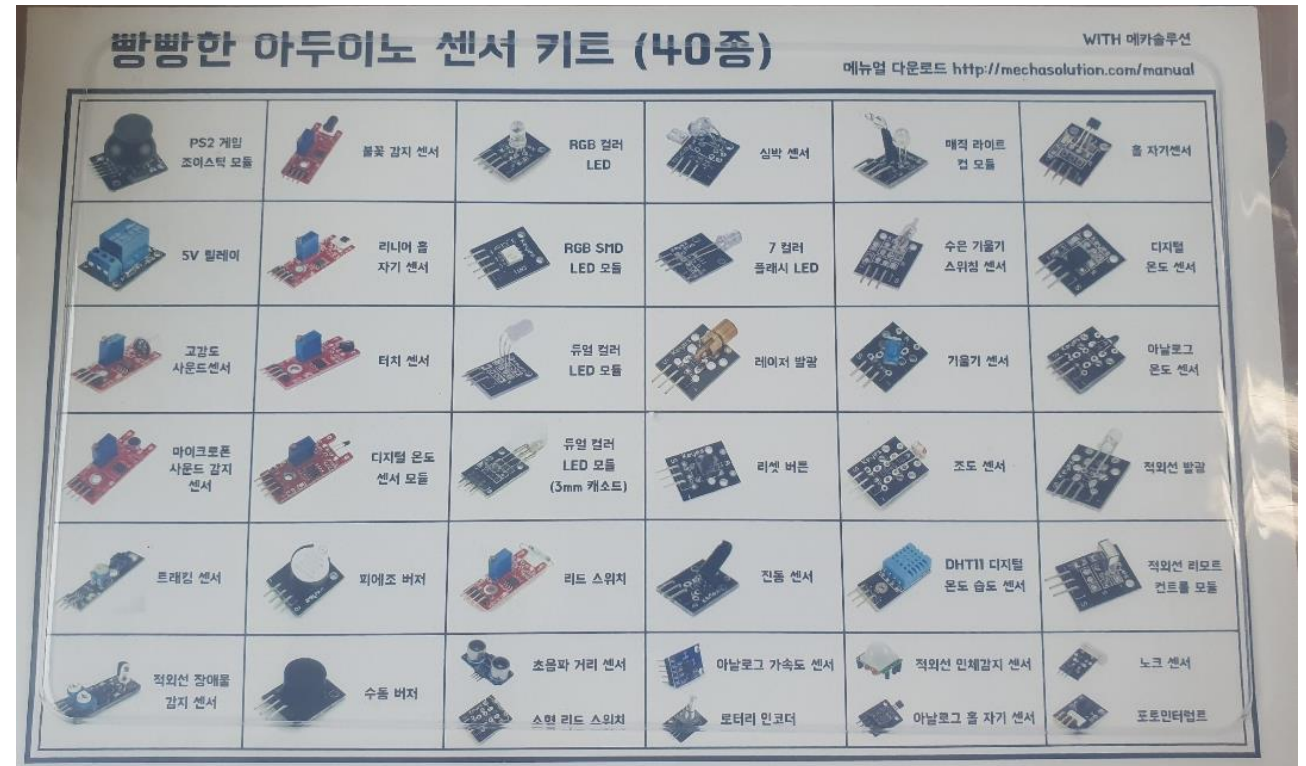 빵빵한 아두이노 센서 키트 (40종)
WITH 메카솔루션
메뉴얼 다운로드 http://mechasolution.com/manual
PS2 게임
조이스틱 모듈
불꽃 감지 센서
RGB 컬러
LED
심박 센서
매직 라이트
컵 모듈
홀 자기센서
5V 릴레이
리니어 홀
자기 센서
RGB SMD
LED 모듈
7 컬러
플래시 LED
수은 기울기
스위칭 센서
디지털
온도 센서
고감도
사운드센서
터치 센서
듀얼 컬러
LED 모듈
레이저 발광
기울기 센서
아날로그
온도 센서
마이크로폰
사운드 감지
센서
디지털 온도
센서 모듈
듀얼 컬러
LED 모듈
(3mm 캐소드)
리셋 버튼
조도 센서
적외선 발광
트래킹 센서
피에조 버저
리드 스위치
진동 센서
DHT11 디지털
온도 습도 센서
적외선 리모트
컨트롤 모듈
적외선 장애물
감지 센서
수동 버저
초음파 거리 센서
소형 리드 스위치
아날로그 가속도 센서
로터리 인코더
적외선 인체감지 센서
아날로그 홀 자기 센서
노크 센서
포토인터럽트